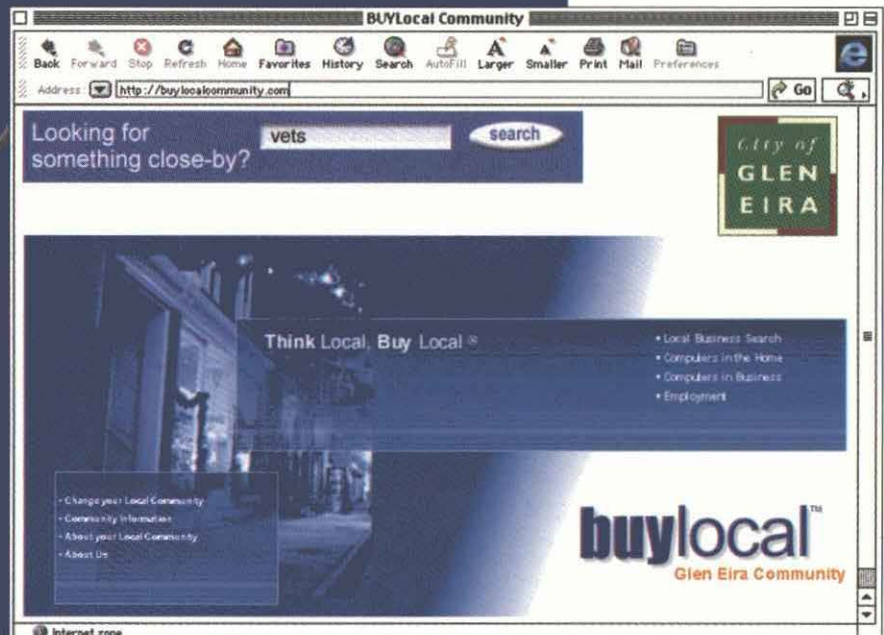 BUYLocal Community
Back Forward Stop Refresh Home Favorites History Search AutoFill Larger Smaller Print Mail Preferences
Address: http://buylocalcommunity.com Go
Looking for
something close-by?
vets
search
City of
GLEN
EIRA
Think Local, Buy Local ®
• Local Business Search
• Computers in the Home
• Computers in Business
• Employment
• Change your Local Community
• Community Information
• About your Local Community
• About Us
buylocal™
Glen Eira Community
Internet zone